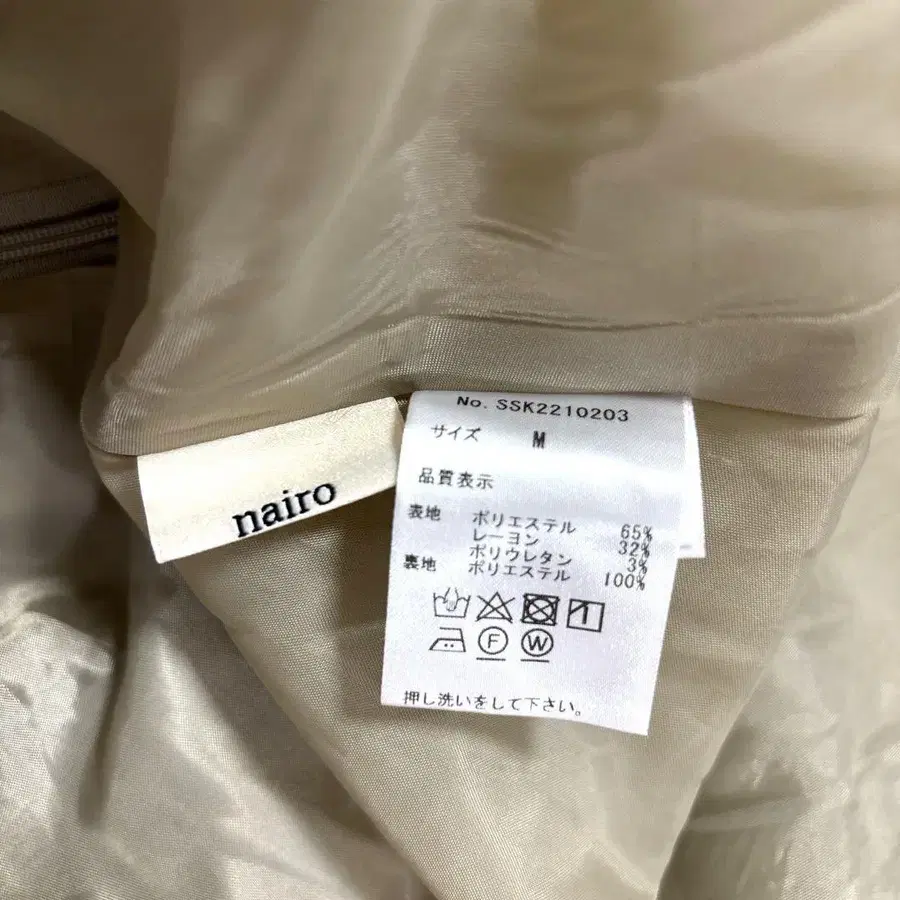 nairo
No. SSK2210203
サイズ M
品質表示
表地 ポリエステル 65%
レーヨン 32%
ポリウレタン 3%
裏地 ポリエステル 100%
F W
押し洗いをして下さい。